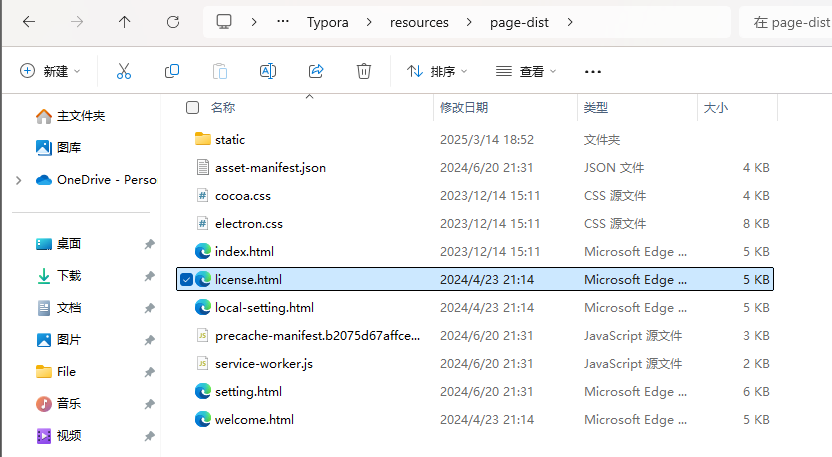 Typora resources page-dist 在 page-dist
新建 排序 查看
名称 修改日期 类型 大小
主文件夹
图库
OneDrive - Perso
桌面
下载
文档
图片
File
音乐
视频
static 2025/3/14 18:52 文件夹
asset-manifest.json 2024/6/20 21:31 JSON 文件 4 KB
cocoa.css 2023/12/14 15:11 CSS 源文件 4 KB
electron.css 2023/12/14 15:11 CSS 源文件 8 KB
index.html 2023/12/14 15:11 Microsoft Edge ... 5 KB
license.html 2024/4/23 21:14 Microsoft Edge ... 5 KB
local-setting.html 2024/4/23 21:14 Microsoft Edge ... 5 KB
precache-manifest.b2075d67affce... 2024/6/20 21:31 JavaScript 源文件 3 KB
service-worker.js 2024/6/20 21:31 JavaScript 源文件 2 KB
setting.html 2024/6/20 21:31 Microsoft Edge ... 6 KB
welcome.html 2024/4/23 21:14 Microsoft Edge ... 5 KB